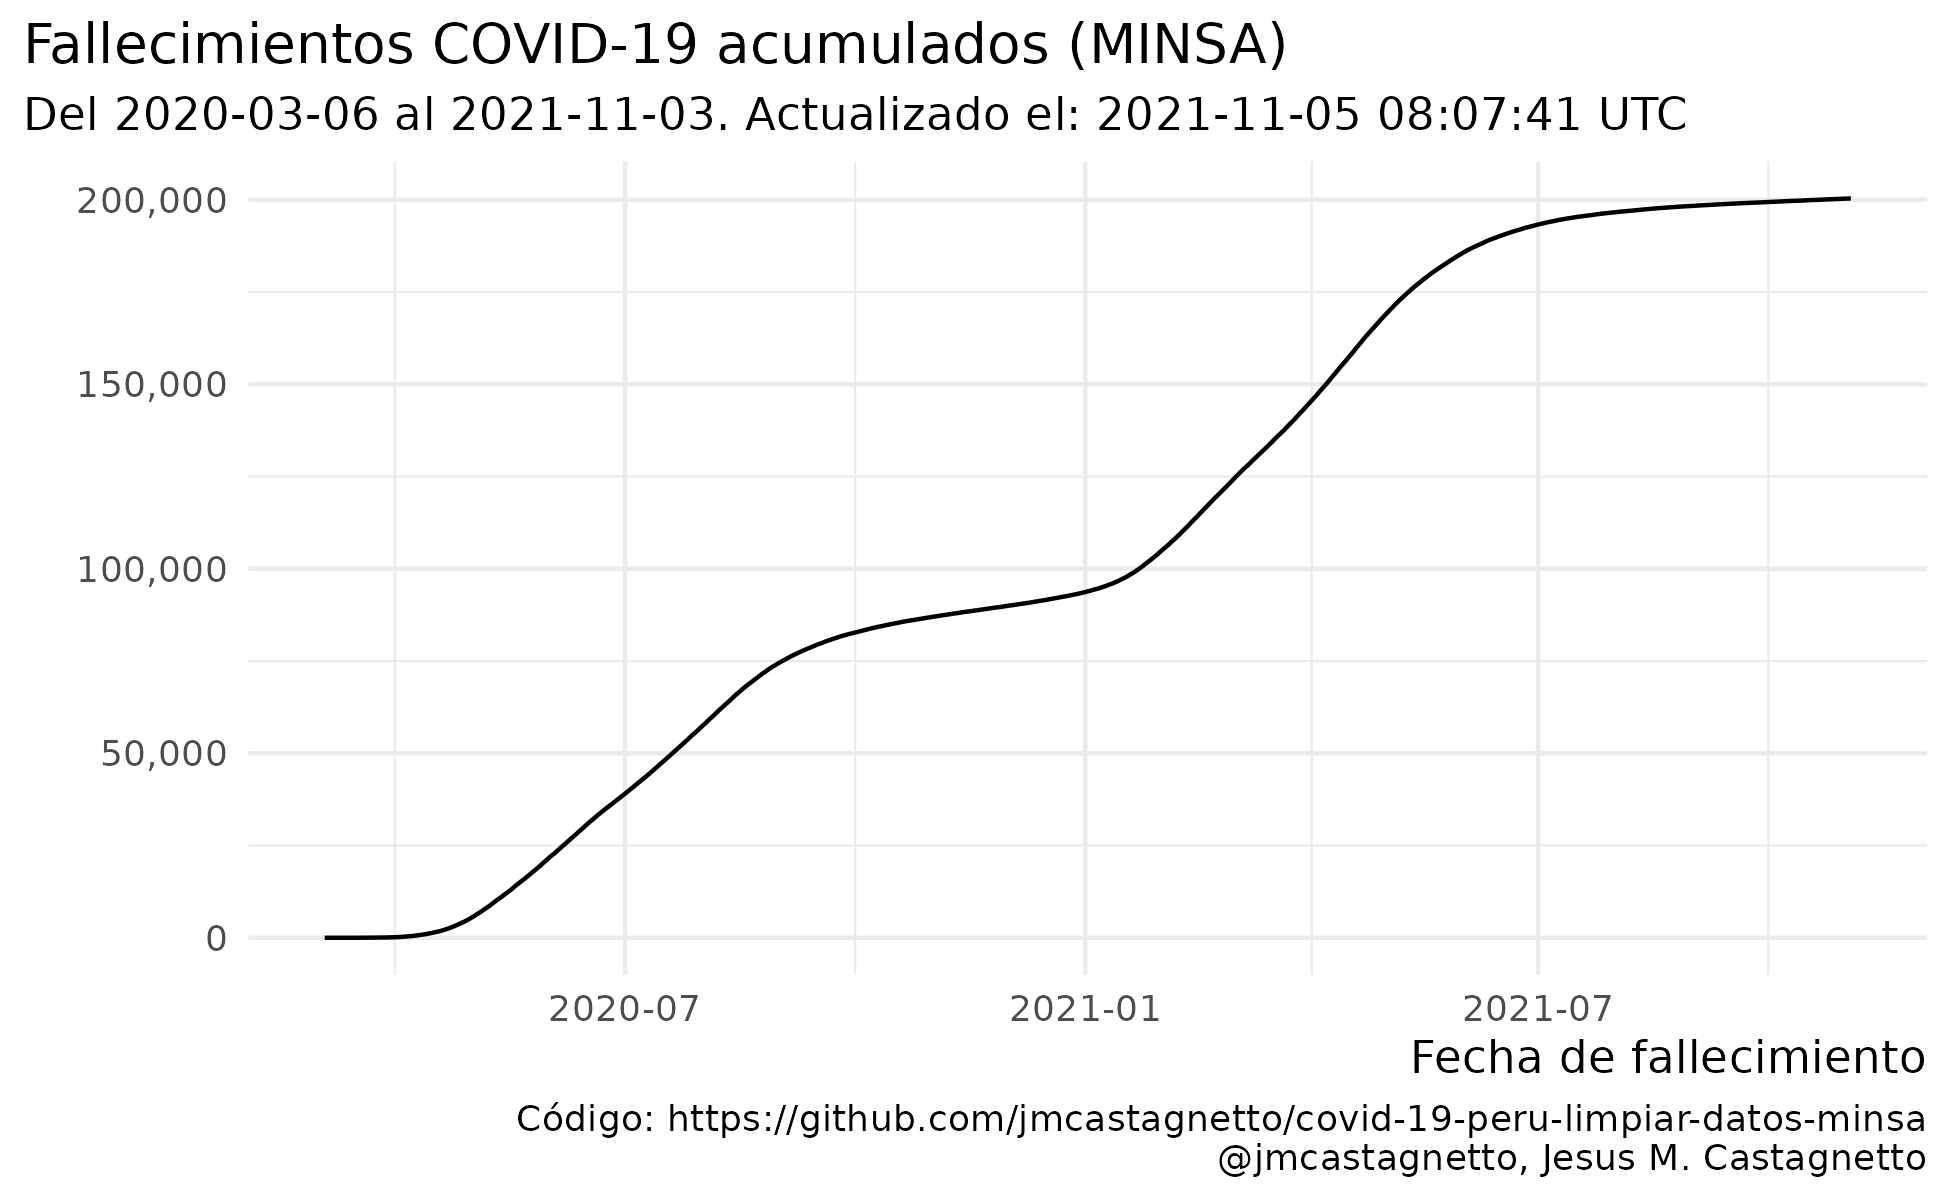 Fallecimientos COVID-19 acumulados (MINSA)
Del 2020-03-06 al 2021-11-03. Actualizado el: 2021-11-05 08:07:41 UTC
200,000
150,000
100,000
50,000
0
2020-07
2021-01
2021-07
Fecha de fallecimiento
Código: https://github.com/jmcastagnetto/covid-19-peru-limpiar-datos-minsa
@jmcastagnetto, Jesus M. Castagnetto